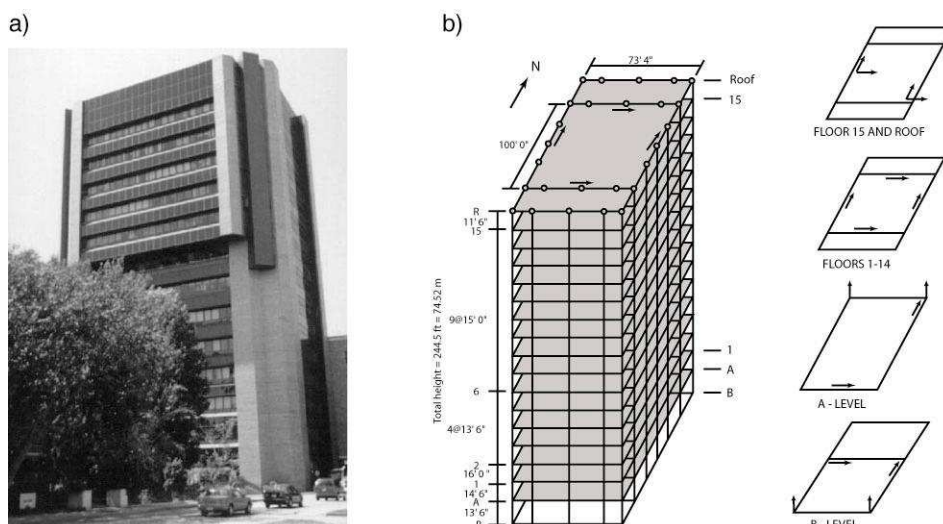 a)
b)
N
73' 4"
Roof
15
100' 0"
FLOOR 15 AND ROOF
R
11' 6"
15
FLOORS 1-14
Total height = 244.5 ft = 74.52 m
9@15' 0"
1
A
B
6
A - LEVEL
4@13' 6"
2
16' 0"
1
14' 6"
A
13' 6"
B
B - LEVEL